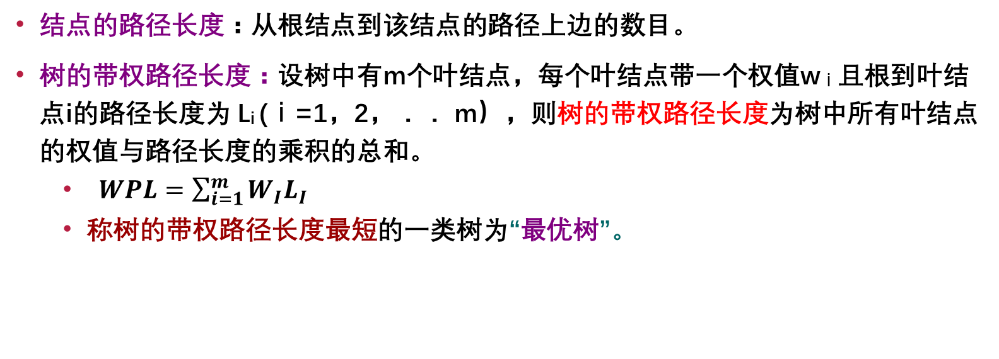 • 结点的路径长度：从根结点到该结点的路径上边的数目。
• 树的带权路径长度：设树中有m个叶结点，每个叶结点带一个权值w i 且根到叶结
点i的路径长度为 Li ( i =1，2，．．m），则树的带权路径长度为树中所有叶结点
的权值与路径长度的乘积的总和。
• WPL = ∑_{i=1}^{m} W_I L_I
• 称树的带权路径长度最短的一类树为“最优树”。